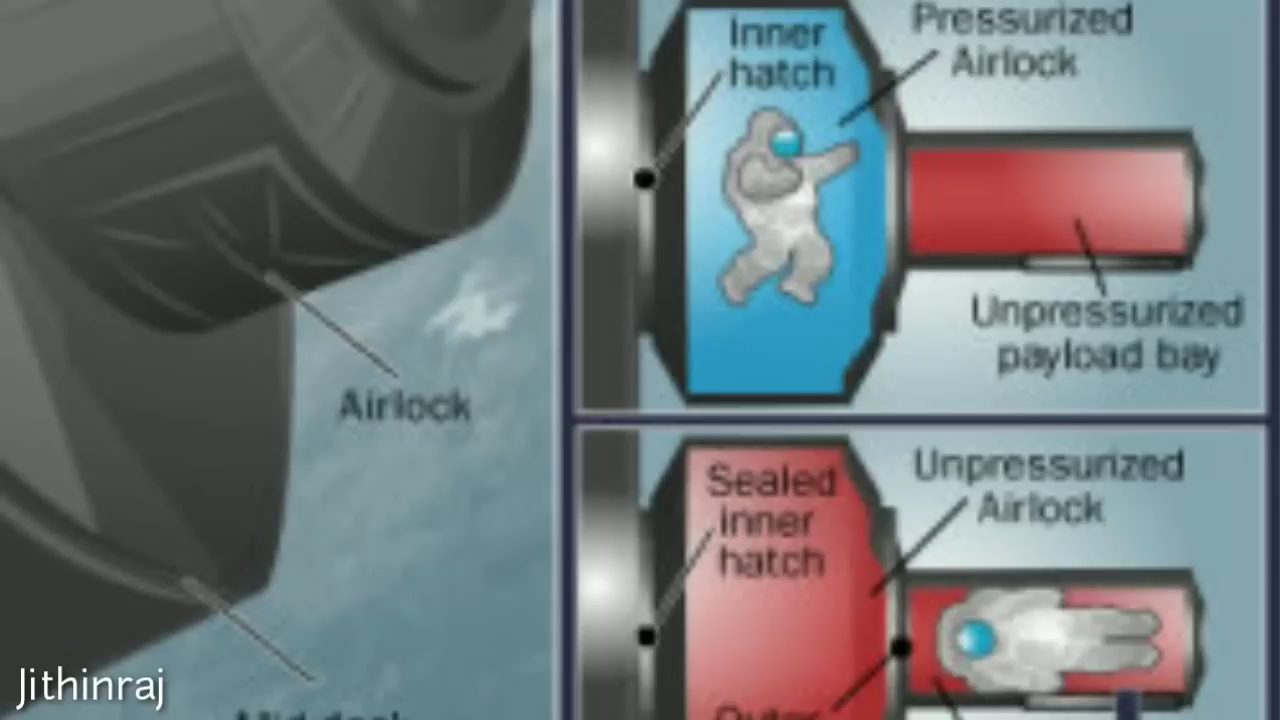 Inner
hatch
Pressurized
Airlock
Unpressurized
payload bay
Airlock
Sealed
inner
hatch
Unpressurized
Airlock
Jithinraj